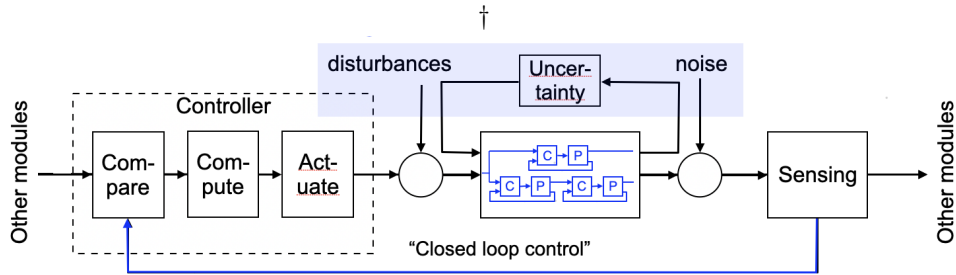 †
disturbances
Uncer-
tainty
noise
Controller
Other modules
Com-
pare
Com-
pute
Act-
uate
C
P
C
P
C
P
Sensing
Other modules
“Closed loop control”